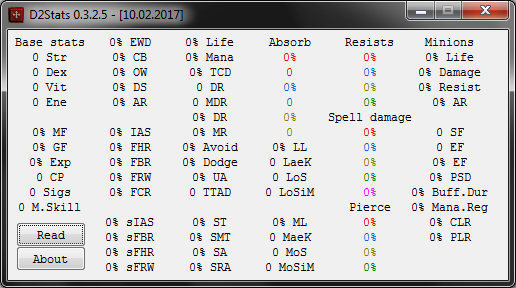 D2Stats 0.3.2.5 - [10.02.2017]
Base stats 0% EWD 0% Life Absorb Resists Minions
0 Str 0% CB 0% Mana 0% 0% 0% Life
0 Dex 0% OW 0% TCD 0 0% 0% Damage
0 Vit 0% DS 0 DR 0% 0% 0% Resist
0 Ene 0% AR 0 MDR 0 0% 0% AR
0% DR 0% Spell damage
0% MF 0% IAS 0% MR 0 0% 0 SF
0% GF 0% FHR 0% Avoid 0% LL 0% 0 EF
0% Exp 0% FBR 0% Dodge 0 LaeK 0% 0% EF
0 CP 0% FRW 0% UA 0 LoS 0% 0% PSD
0 Sigs 0% FCR 0 TTAD 0 LoSiM 0% 0% Buff.Dur
0 M.Skill Pierce 0% Mana.Reg
Read 0% sIAS 0% ST 0% ML 0% 0% CLR
0% sFBR 0% SMT 0 MaeK 0% 0% PLR
About 0% sFHR 0% SA 0 MoS 0%
0% sFRW 0% SRA 0 MoSiM 0%